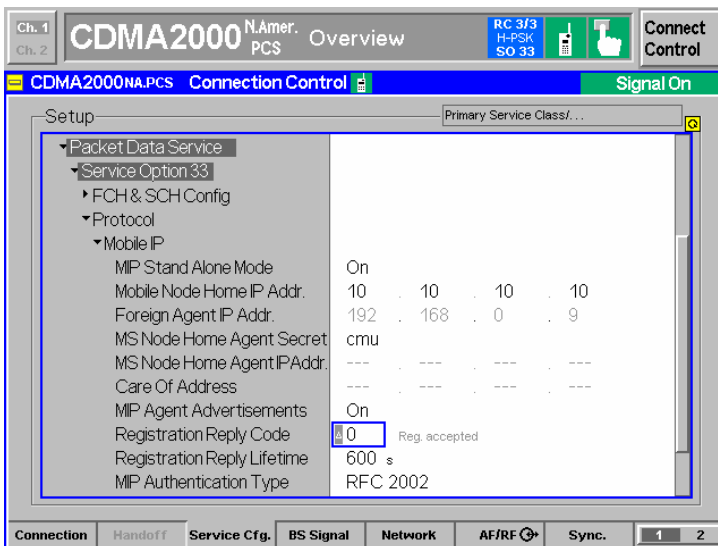 Ch. 1
Ch. 2
CDMA2000 N.Amer. PCS Overview
RC 3/3
H-PSK
SO 33
Connect Control
CDMA2000NA.PCS Connection Control
Signal On
Setup
Primary Service Class/...
Packet Data Service
Service Option 33
FCH & SCH Config
Protocol
Mobile IP
MIP Stand Alone Mode On
Mobile Node Home IP Addr. 10 . 10 . 10 . 10
Foreign Agent IP Addr. 192 . 168 . 0 . 9
MS Node Home Agent Secret cmu
MS Node Home Agent IP Addr. --- . --- . --- . ---
Care Of Address --- . --- . --- . ---
MIP Agent Advertisements On
Registration Reply Code 0 Reg. accepted
Registration Reply Lifetime 600 s
MIP Authentication Type RFC 2002
Connection Handoff Service Cfg. BS Signal Network AF/RF Sync. 1 2